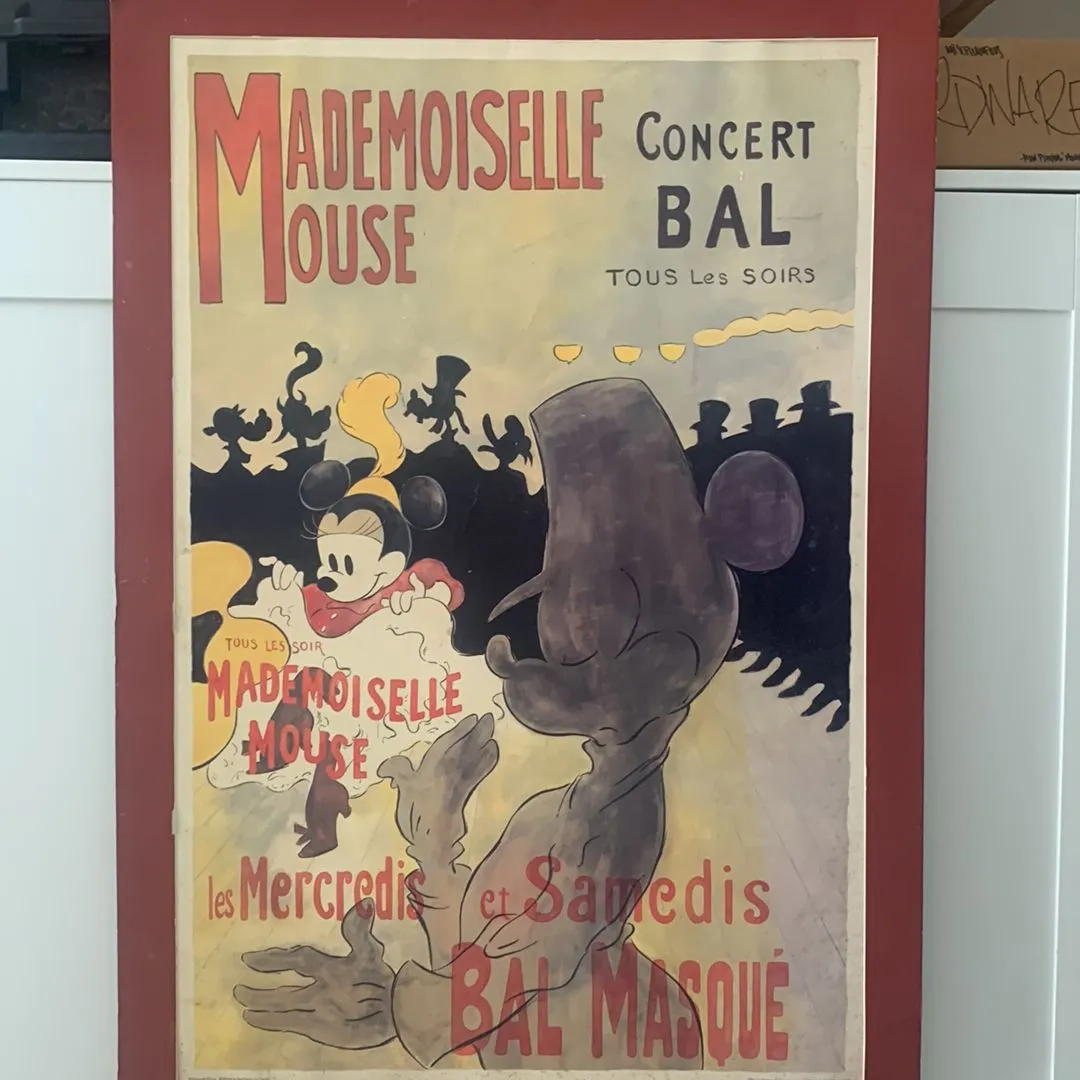 MADEMOISELLE
MOUSE
CONCERT
BAL
TOUS Les SOIRS
TOUS LES SOIR
MADEMOISELLE
MOUSE
les Mercredis et Samedis
BAL MASQUÉ